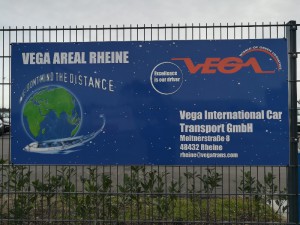 VEGA AREAL RHEINE
WE DON'T MIND THE DISTANCE
Excellence
is our driver
VEGA
Vega International Car
Transport GmbH
Meitnerstraße 8
48432 Rheine
rheine@vegatrans.com